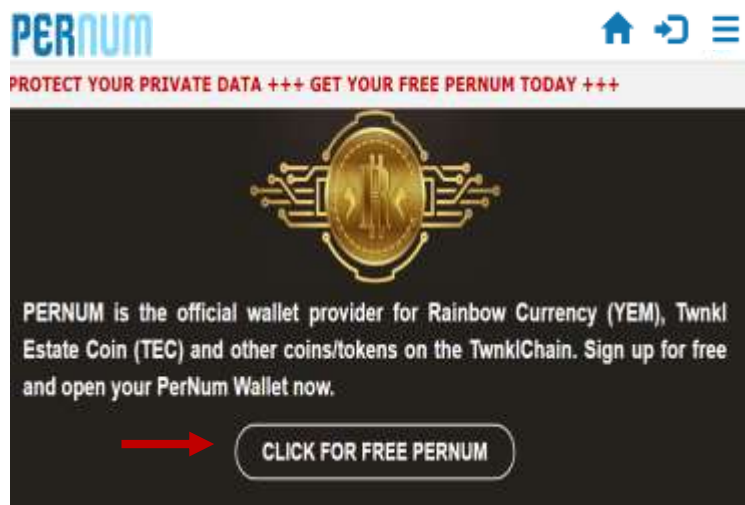 PERNUM
PROTECT YOUR PRIVATE DATA +++ GET YOUR FREE PERNUM TODAY +++
PERNUM is the official wallet provider for Rainbow Currency (YEM), Twnkl
Estate Coin (TEC) and other coins/tokens on the TwnklChain. Sign up for free
and open your PerNum Wallet now.
CLICK FOR FREE PERNUM